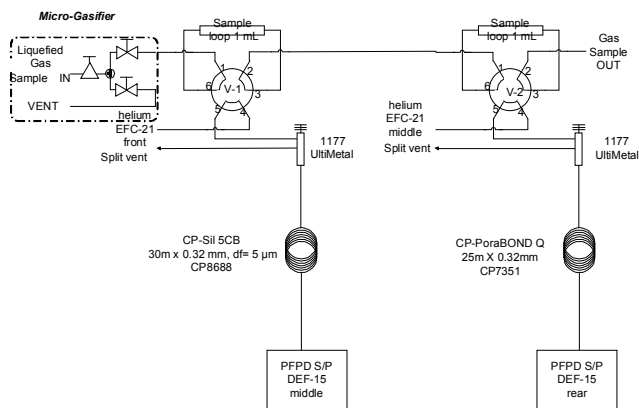 Micro-Gasifier
Liquefied
Gas
Sample
IN
VENT
Sample
loop 1 mL
1
2
3
4
5
6
V-1
helium
EFC-21
front
Split vent
1177
UltiMetal
CP-Sil 5CB
30m x 0.32 mm, df= 5 µm
CP8688
PFPD S/P
DEF-15
middle
Sample
loop 1 mL
1
2
3
4
5
6
V-2
Gas
Sample
OUT
helium
EFC-21
middle
Split vent
1177
UltiMetal
CP-PoraBOND Q
25m X 0.32mm
CP7351
PFPD S/P
DEF-15
rear